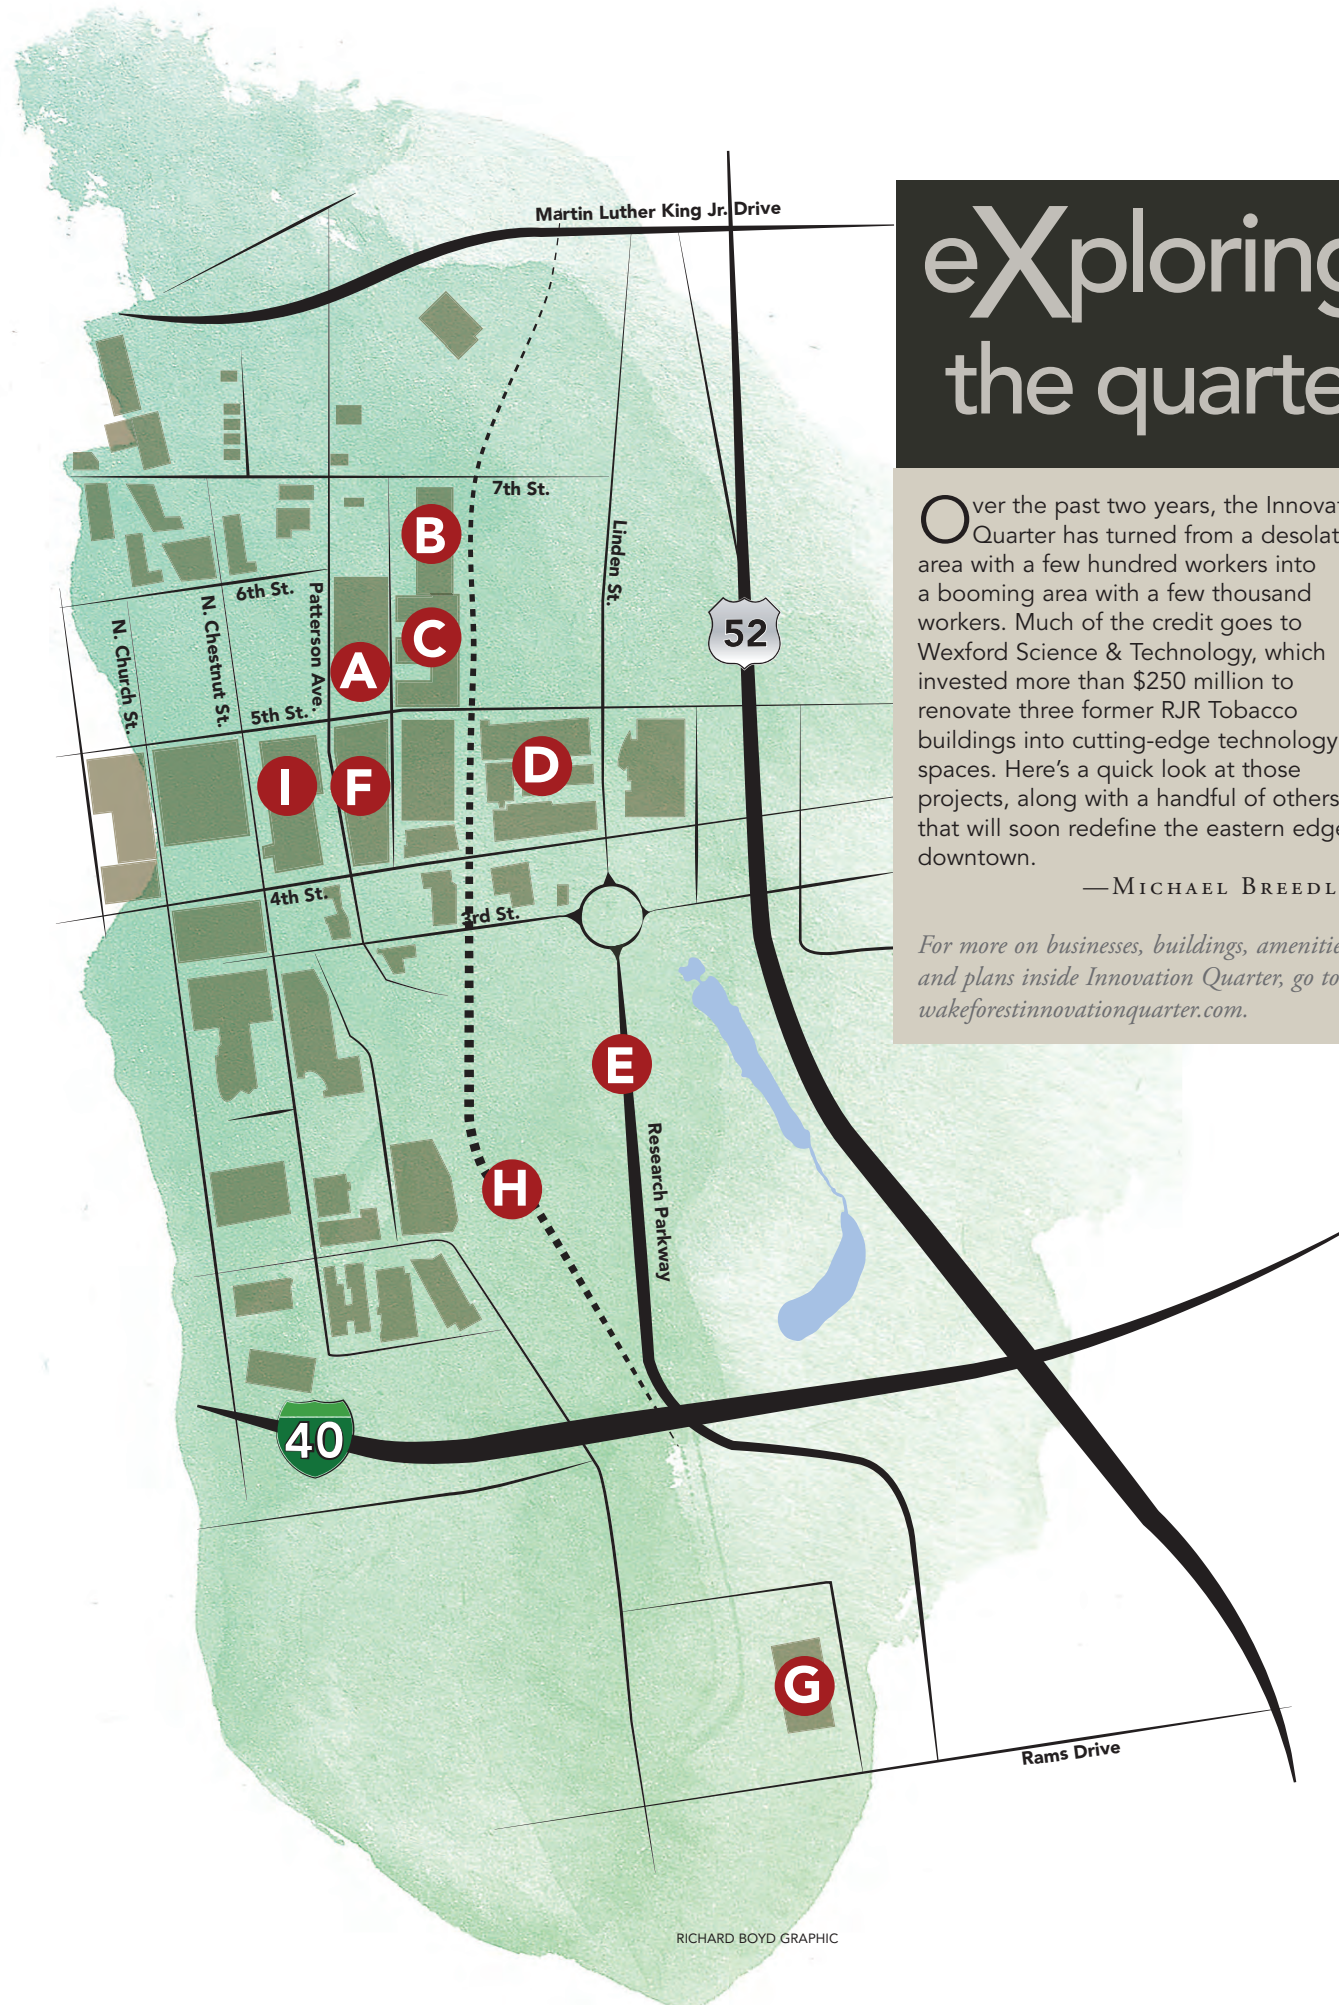 Martin Luther King Jr. Drive
eXploring
the quarte
Over the past two years, the Innova
Quarter has turned from a desolat
area with a few hundred workers into
a booming area with a few thousand
workers. Much of the credit goes to
Wexford Science & Technology, which
invested more than $250 million to
renovate three former RJR Tobacco
buildings into cutting-edge technology
spaces. Here’s a quick look at those
projects, along with a handful of others
that will soon redefine the eastern edge
downtown.
—Michael Breedl
For more on businesses, buildings, amenitie
and plans inside Innovation Quarter, go to
wakeforestinnovationquarter.com.
7th St.
B
Linden St.
6th St.
Patterson Ave.
N. Chestnut St.
N. Church St.
C
52
A
5th St.
D
I
F
4th St.
3rd St.
E
Research Parkway
H
40
G
Rams Drive
RICHARD BOYD GRAPHIC